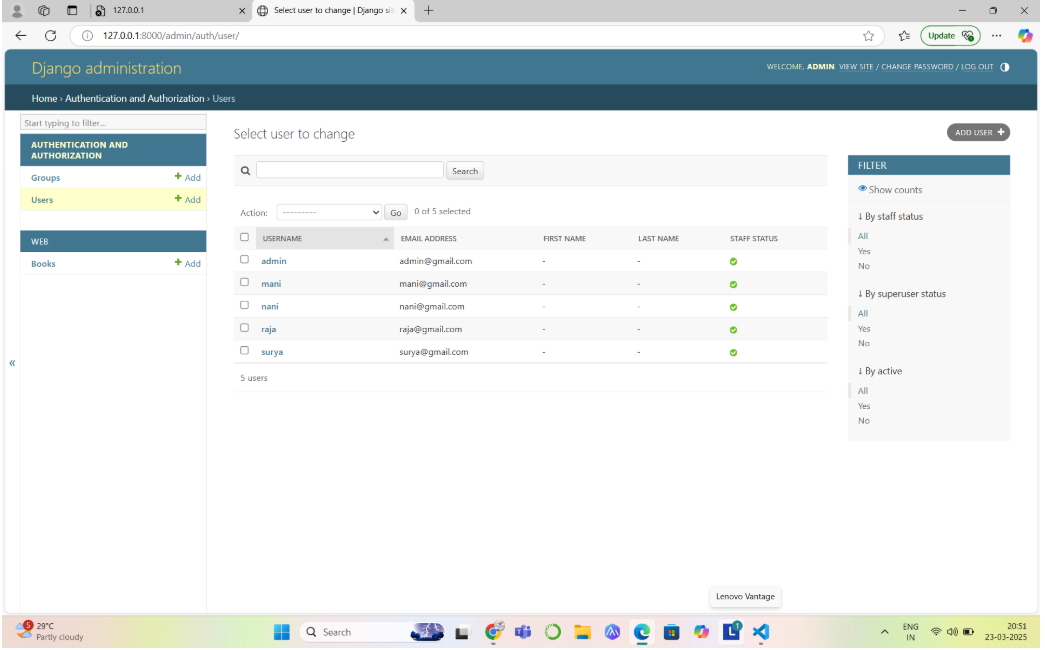 127.0.0.1
Select user to change | Django sit
127.0.0.1:8000/admin/auth/user/
Update
Django administration
WELCOME, ADMIN. VIEW SITE / CHANGE PASSWORD / LOG OUT
Home › Authentication and Authorization › Users
Start typing to filter...
AUTHENTICATION AND
AUTHORIZATION
Groups
+ Add
Users
+ Add
WEB
Books
+ Add
«
Select user to change
ADD USER +
Search
Action:
---------
Go
0 of 5 selected
USERNAME EMAIL ADDRESS FIRST NAME LAST NAME STAFF STATUS
admin admin@gmail.com - -
mani mani@gmail.com - -
nani nani@gmail.com - -
raja raja@gmail.com - -
surya surya@gmail.com - -
5 users
FILTER
Show counts
↓ By staff status
All
Yes
No
↓ By superuser status
All
Yes
No
↓ By active
All
Yes
No
Lenovo Vantage
5
29°C
Partly cloudy
Search
L
1
ENG
IN
20:51
23-03-2025